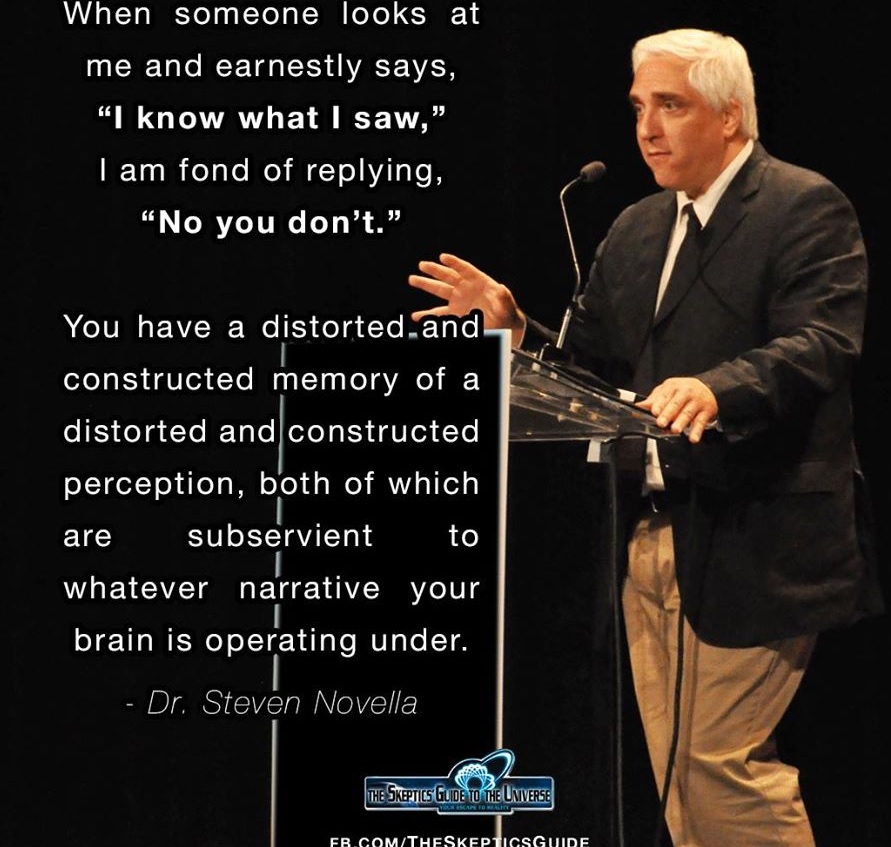 When someone looks at
me and earnestly says,
“I know what I saw,”
I am fond of replying,
“No you don’t.”
You have a distorted and
constructed memory of a
distorted and constructed
perception, both of which
are subservient to
whatever narrative your
brain is operating under.
- Dr. Steven Novella
THE SKEPTICS' GUIDE TO THE UNIVERSE
YOUR ESCAPE TO REALITY
FB.COM/THESKEPTICSGUIDE